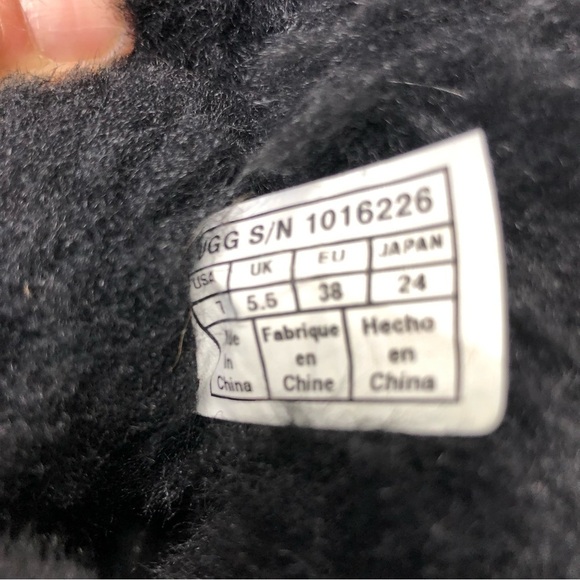 UGG S/N 1016226
USA UK EU JAPAN
7 5.5 38 24
Fabrique Hecho
in en en
China Chine China